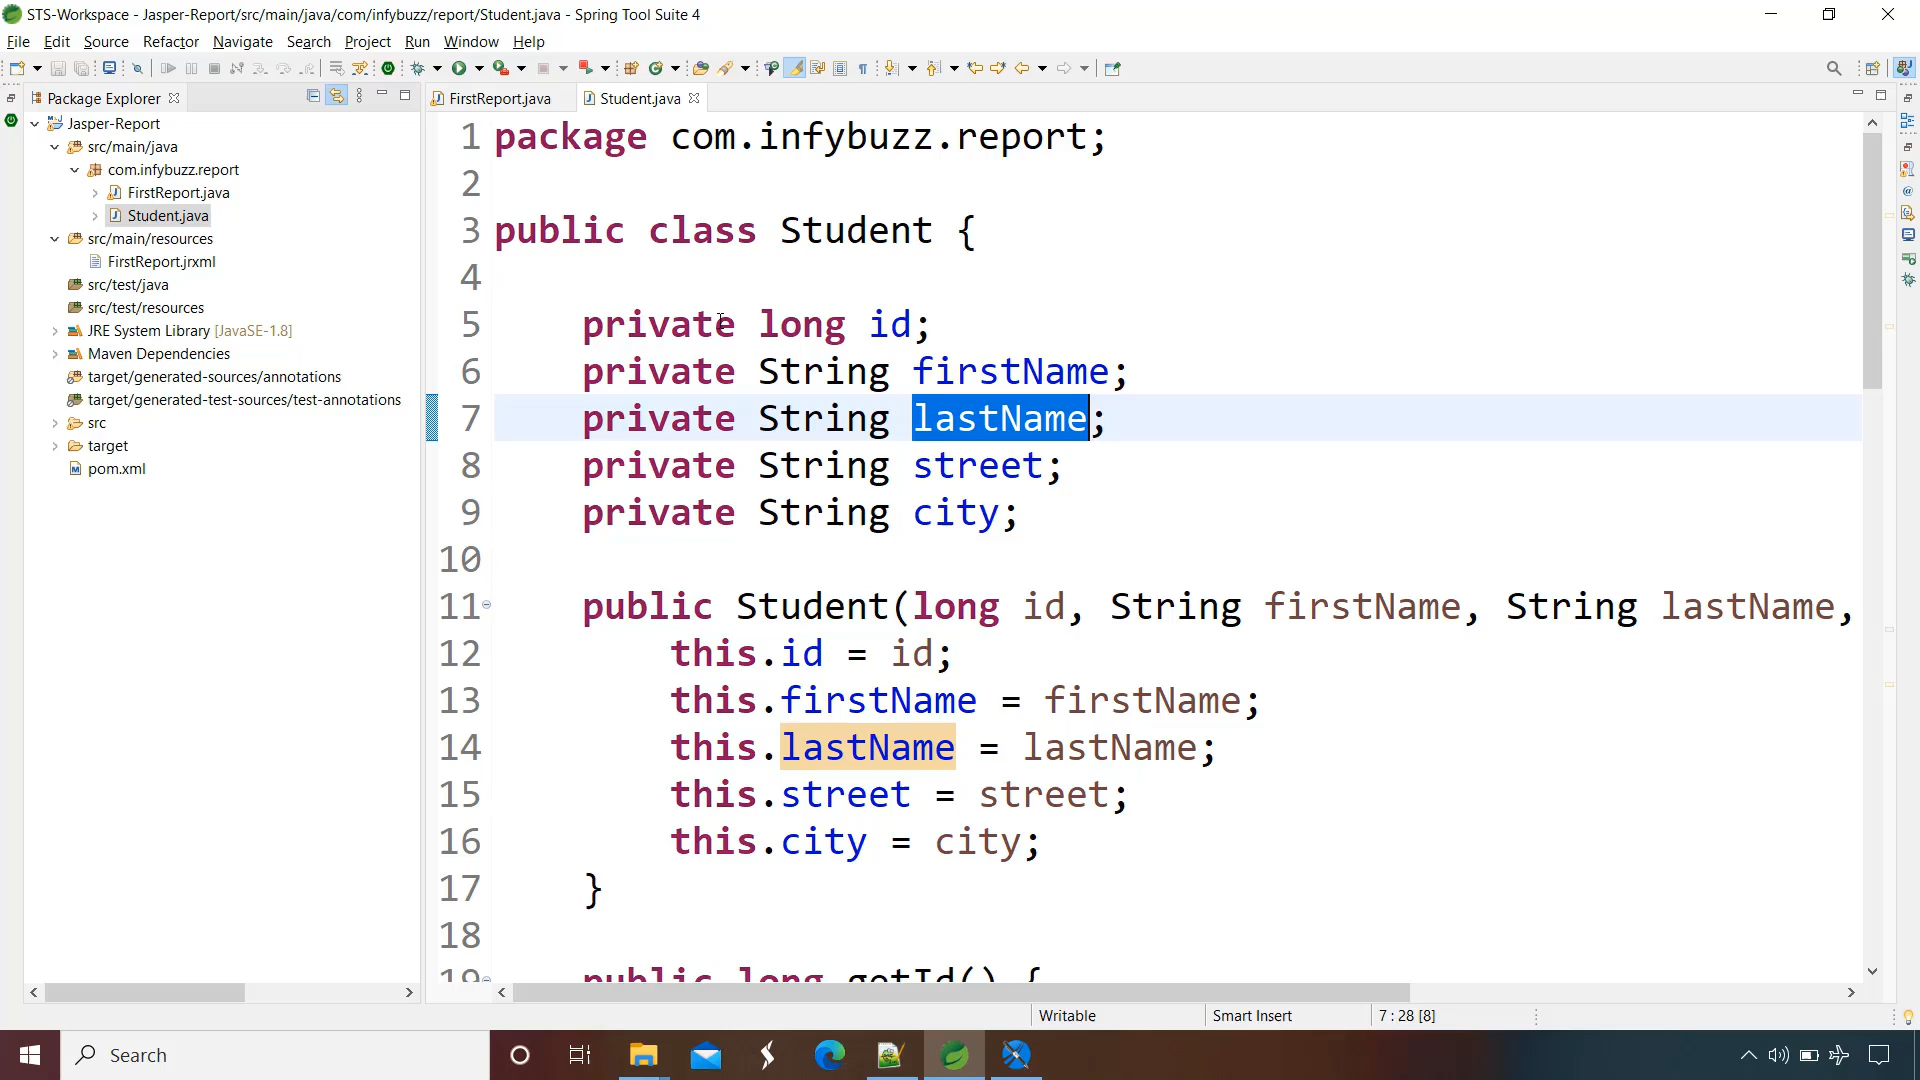 STS-Workspace - Jasper-Report/src/main/java/com/infybuzz/report/Student.java - Spring Tool Suite 4
File Edit Source Refactor Navigate Search Project Run Window Help
Package Explorer
FirstReport.java
Student.java
Jasper-Report
src/main/java
com.infybuzz.report
FirstReport.java
Student.java
src/main/resources
FirstReport.jrxml
src/test/java
src/test/resources
JRE System Library [JavaSE-1.8]
Maven Dependencies
target/generated-sources/annotations
target/generated-test-sources/test-annotations
src
target
pom.xml
1 package com.infybuzz.report;
2
3 public class Student {
4
5 private long id;
6 private String firstName;
7 private String lastName;
8 private String street;
9 private String city;
10
11 public Student(long id, String firstName, String lastName,
12 this.id = id;
13 this.firstName = firstName;
14 this.lastName = lastName;
15 this.street = street;
16 this.city = city;
17 }
18
19 public long getId() {
Writable
Smart Insert
7 : 28 [8]
Search